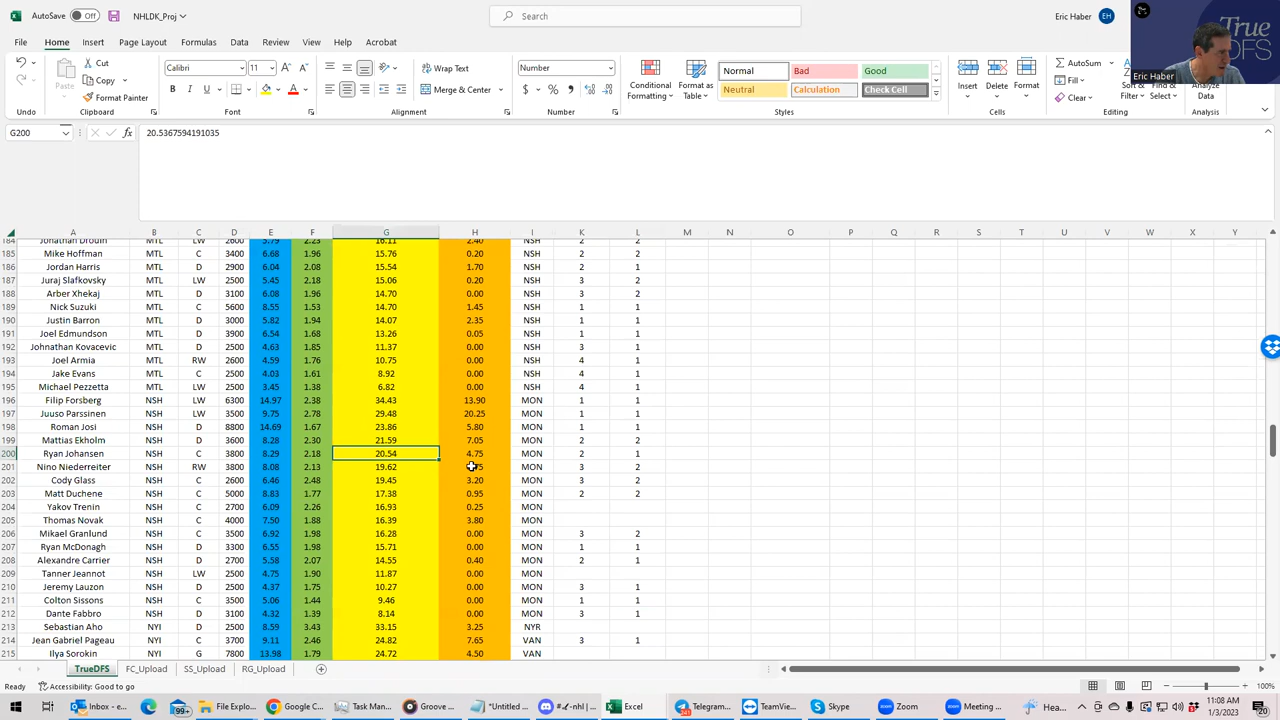 AutoSave Off NHLDK_Proj Search Eric Haber EH
File Home Insert Page Layout Formulas Data Review View Help Acrobat
Paste Cut Copy Format Painter
Calibri 11 Wrap Text Merge & Center Number
Conditional Formatting Format as Table Normal Bad Good Neutral Calculation Check Cell
Insert Delete Format AutoSum Fill Clear Sort & Filter Find & Select Analyze Data
Undo Clipboard Font Alignment Number Styles Cells Editing Analysis
True DFS
Eric Haber
G200 fx 20.5367594191035
A B C D E F G H I K L M N O P Q R S T U V W X Y
184 Jonathan Drouin MTL LW 2600 5.79 2.23 16.11 2.40 NSH 2 2
185 Mike Hoffman MTL C 3400 6.68 1.96 15.76 0.20 NSH 2 2
186 Jordan Harris MTL D 2900 6.04 2.08 15.54 1.70 NSH 2 1
187 Juraj Slafkovsky MTL LW 2500 5.45 2.18 15.06 0.20 NSH 3 2
188 Arber Xhekaj MTL D 3100 6.08 1.96 14.70 0.00 NSH 3 2
189 Nick Suzuki MTL C 5600 8.55 1.53 14.70 1.45 NSH 1 1
190 Justin Barron MTL D 3000 5.82 1.94 14.07 2.35 NSH 1 1
191 Joel Edmundson MTL D 3900 6.54 1.68 13.26 0.05 NSH 1 1
192 Johnathan Kovacevic MTL D 2500 4.63 1.85 11.37 0.00 NSH 3 1
193 Joel Armia MTL RW 2600 4.59 1.76 10.75 0.00 NSH 4 1
194 Jake Evans MTL C 2500 4.03 1.61 8.92 0.00 NSH 4 1
195 Michael Pezzetta MTL LW 2500 3.45 1.38 6.82 0.00 NSH 4 1
196 Filip Forsberg NSH LW 6300 14.97 2.38 34.43 13.90 MON 1 1
197 Juuso Parssinen NSH LW 3500 9.75 2.78 29.48 20.25 MON 1 1
198 Roman Josi NSH D 8800 14.69 1.67 23.86 5.80 MON 1 1
199 Mattias Ekholm NSH D 3600 8.28 2.30 21.59 7.05 MON 2 2
200 Ryan Johansen NSH C 3800 8.29 2.18 20.54 4.75 MON 2 1
201 Nino Niederreiter NSH RW 3800 8.08 2.13 19.62 MON 3 2
202 Cody Glass NSH C 2600 6.46 2.48 19.45 3.20 MON 3 2
203 Matt Duchene NSH C 5000 8.83 1.77 17.38 0.95 MON 2 2
204 Yakov Trenin NSH C 2700 6.09 2.26 16.93 0.25 MON
205 Thomas Novak NSH C 4000 7.50 1.88 16.39 3.80 MON
206 Mikael Granlund NSH C 3500 6.92 1.98 16.28 0.00 MON 3 2
207 Ryan McDonagh NSH D 3300 6.55 1.98 15.71 0.00 MON 1 1
208 Alexandre Carrier NSH D 2700 5.58 2.07 14.55 0.40 MON 2 1
209 Tanner Jeannot NSH LW 2500 4.75 1.90 11.87 0.00 MON
210 Jeremy Lauzon NSH D 2500 4.37 1.75 10.27 0.00 MON 3 1
211 Colton Sissons NSH C 3500 5.06 1.44 9.46 0.00 MON 1 1
212 Dante Fabbro NSH D 3100 4.32 1.39 8.14 0.00 MON 3 1
213 Sebastian Aho NYI D 2500 8.59 3.43 33.15 3.25 NYR
214 Jean Gabriel Pageau NYI C 3700 9.11 2.46 24.82 7.65 VAN 3 1
215 Ilya Sorokin NYI G 7800 13.98 1.79 24.72 4.50 VAN
TrueDFS FC_Upload SS_Upload RG_Upload
Ready Accessibility: Good to go 100%
Inbox - e... 99+ File Explo... Google C... Task Man... Groove ... *Untitled ... Excel Telegram... TeamVie... Skype Zoom Meeting ... Hea... 11:08 AM 1/3/2023 20